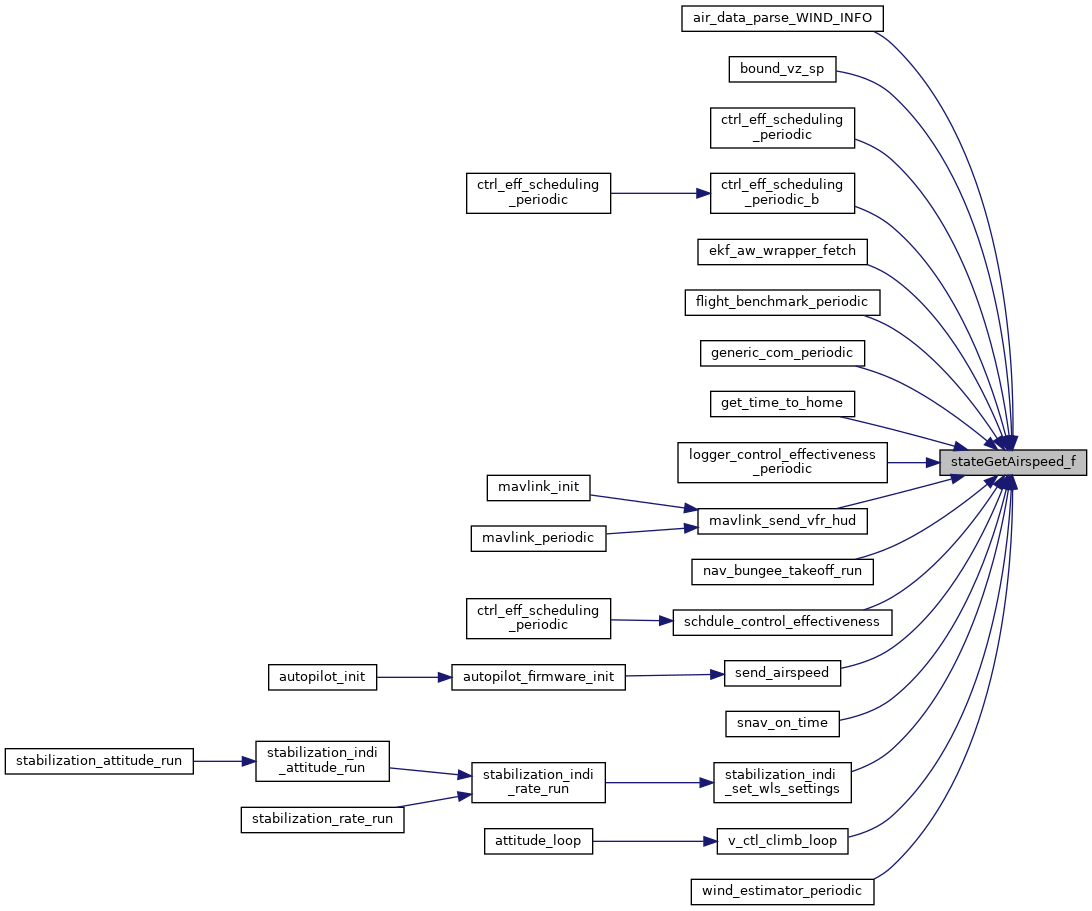 air_data_parse_WIND_INFO
bound_vz_sp
ctrl_eff_scheduling
_periodic
ctrl_eff_scheduling
_periodic
ctrl_eff_scheduling
_periodic_b
ekf_aw_wrapper_fetch
flight_benchmark_periodic
generic_com_periodic
get_time_to_home
logger_control_effectiveness
_periodic
stateGetAirspeed_f
mavlink_init
mavlink_send_vfr_hud
mavlink_periodic
nav_bungee_takeoff_run
ctrl_eff_scheduling
_periodic
schdule_control_effectiveness
autopilot_init
autopilot_firmware_init
send_airspeed
snav_on_time
stabilization_attitude_run
stabilization_indi
_attitude_run
stabilization_indi
_rate_run
stabilization_indi
_set_wls_settings
stabilization_rate_run
attitude_loop
v_ctl_climb_loop
wind_estimator_periodic